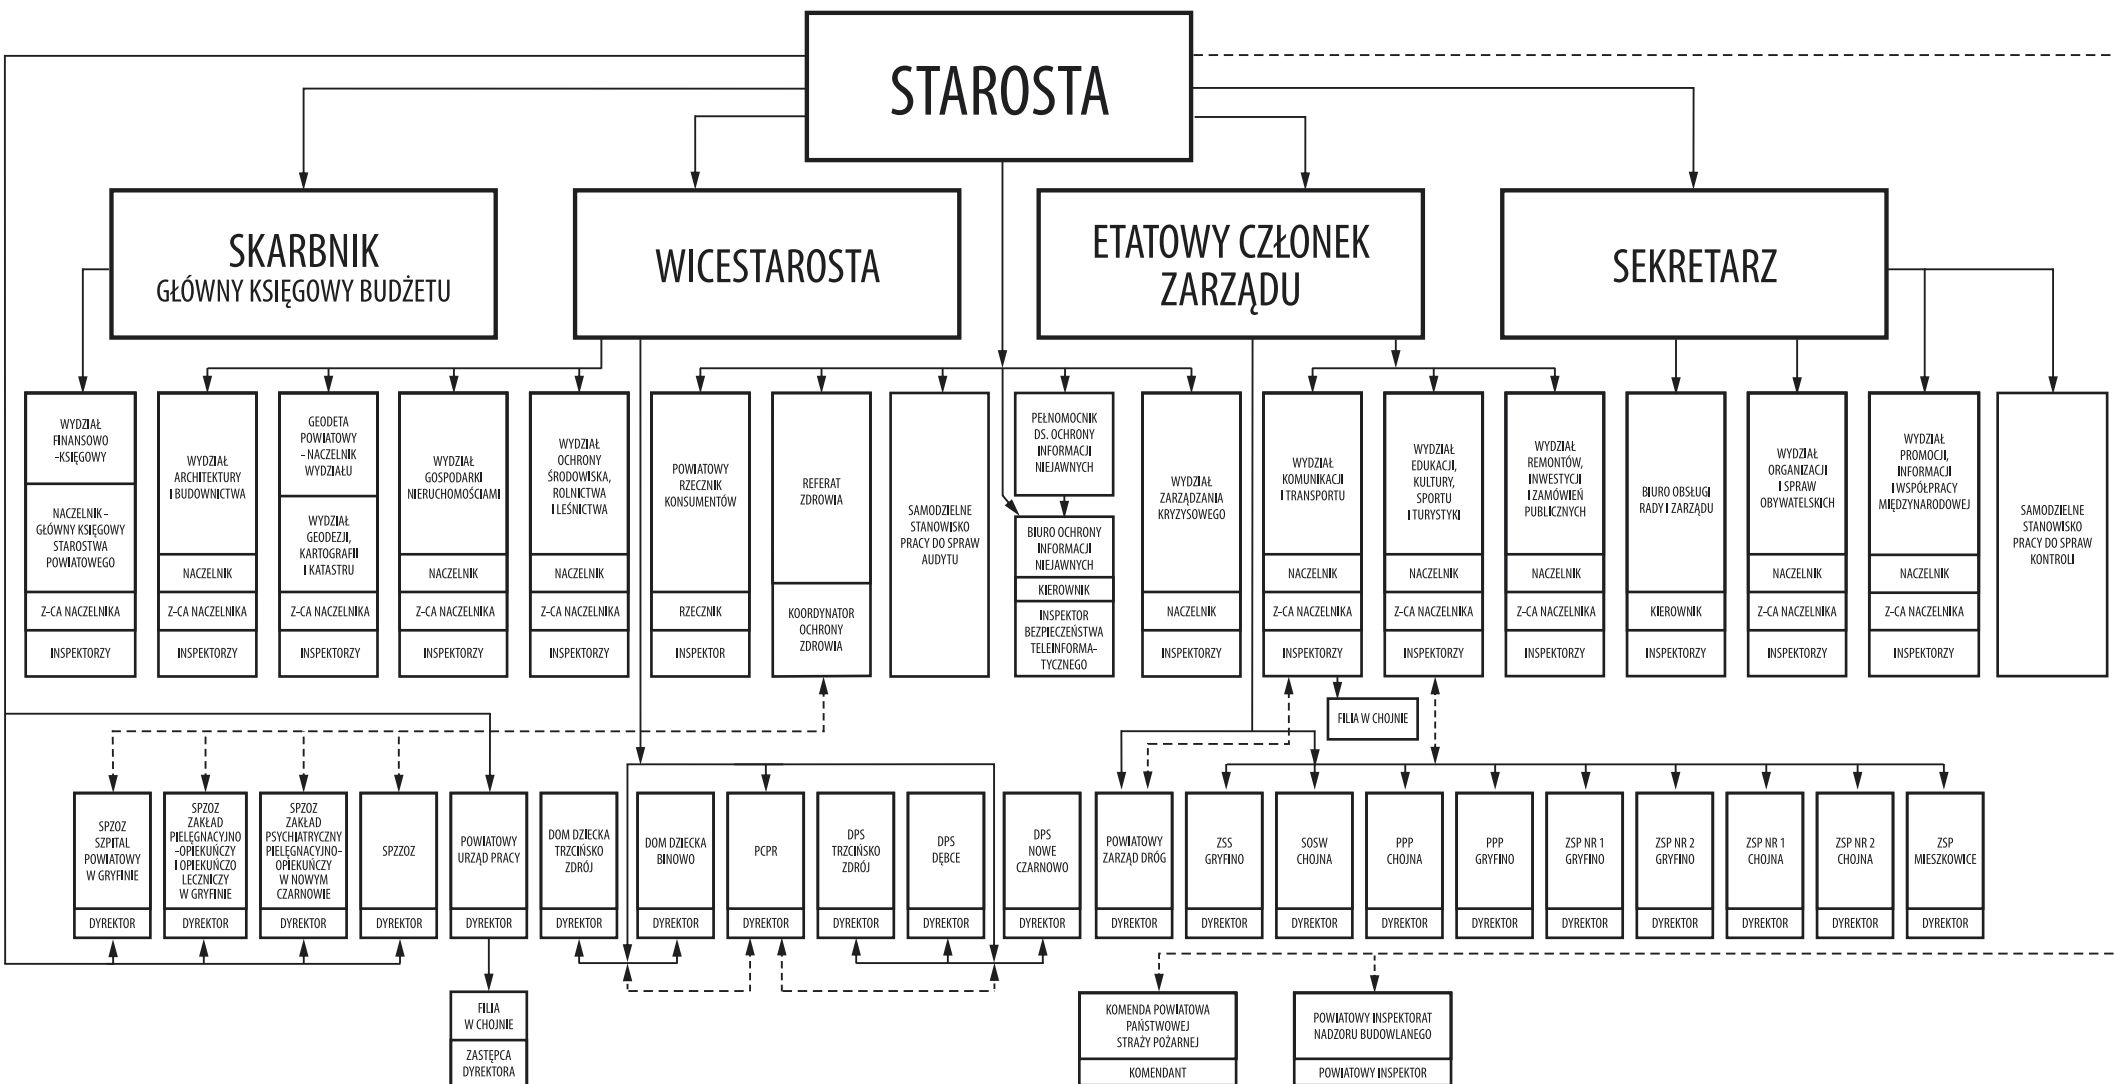 STAROSTA
SKARBNIK
GŁÓWNY KSIĘGOWY BUDŻETU
WICESTAROSTA
ETATOWY CZŁONEK
ZARZĄDU
SEKRETARZ
WYDZIAŁ
FINANSOWO
-KSIĘGOWY
NACZELNIK –
GŁÓWNY KSIĘGOWY
STAROSTWA
POWIATOWEGO
Z-CA NACZELNIKA
INSPEKTORZY
WYDZIAŁ
ARCHITEKTURY
I BUDOWNICTWA
NACZELNIK
Z-CA NACZELNIKA
INSPEKTORZY
GEODETA
POWIATOWY
– NACZELNIK
WYDZIAŁU
WYDZIAŁ
GEODEZJI,
KARTOGRAFII
I KATASTRU
Z-CA NACZELNIKA
INSPEKTORZY
WYDZIAŁ
GOSPODARKI
NIERUCHOMOŚCIAMI
NACZELNIK
Z-CA NACZELNIKA
INSPEKTORZY
WYDZIAŁ
OCHRONY
ŚRODOWISKA,
ROLNICTWA
I LEŚNICTWA
NACZELNIK
Z-CA NACZELNIKA
INSPEKTORZY
POWIATOWY
RZECZNIK
KONSUMENTÓW
RZECZNIK
INSPEKTOR
REFERAT
ZDROWIA
KOORDYNATOR
OCHRONY
ZDROWIA
SAMODZIELNE
STANOWISKO
PRACY DO SPRAW
AUDYTU
PEŁNOMOCNIK
DS. OCHRONY
INFORMACJI
NIEJAWNYCH
BIURO OCHRONY
INFORMACJI
NIEJAWNYCH
KIEROWNIK
INSPEKTOR
BEZPIECZEŃSTWA
TELEINFORMA-
TYCZNEGO
WYDZIAŁ
ZARZĄDZANIA
KRYZYSOWEGO
NACZELNIK
INSPEKTORZY
WYDZIAŁ
KOMUNIKACJI
I TRANSPORTU
NACZELNIK
Z-CA NACZELNIKA
INSPEKTORZY
WYDZIAŁ
EDUKACJI,
KULTURY,
SPORTU
I TURYSTYKI
NACZELNIK
Z-CA NACZELNIKA
INSPEKTORZY
WYDZIAŁ
REMONTÓW,
INWESTYCJI
I ZAMÓWIEŃ
PUBLICZNYCH
NACZELNIK
Z-CA NACZELNIKA
INSPEKTORZY
BIURO OBSŁUGI
RADY I ZARZĄDU
KIEROWNIK
INSPEKTORZY
WYDZIAŁ
ORGANIZACJI
I SPRAW
OBYWATELSKICH
NACZELNIK
Z-CA NACZELNIKA
INSPEKTORZY
WYDZIAŁ
PROMOCJI,
INFORMACJI
I WSPÓŁPRACY
MIĘDZYNARODOWEJ
NACZELNIK
Z-CA NACZELNIKA
INSPEKTORZY
SAMODZIELNE
STANOWISKO
PRACY DO SPRAW
KONTROLI
FILIA W CHOJNIE
SPZOZ
SZPITAL
POWIATOWY
W GRYFINIE
DYREKTOR
SPZOZ
ZAKŁAD
PIELĘGNACYJNO
-OPIEKUŃCZY
I OPIEKUŃCZO
LECZNICZY
W GRYFINIE
DYREKTOR
SPZOZ
ZAKŁAD
PSYCHIATRYCZNY
PIELĘGNACYJNO-
OPIEKUŃCZY
W NOWYM
CZARNOWIE
DYREKTOR
SPZZOZ
DYREKTOR
POWIATOWY
URZĄD PRACY
DYREKTOR
DOM DZIECKA
TRZCIŃSKO
ZDRÓJ
DYREKTOR
DOM DZIECKA
BINOWO
DYREKTOR
PCPR
DYREKTOR
DPS
TRZCIŃSKO
ZDRÓJ
DYREKTOR
DPS
DĘBCE
DYREKTOR
DPS
NOWE
CZARNOWO
DYREKTOR
POWIATOWY
ZARZĄD DRÓG
DYREKTOR
ZSS
GRYFINO
DYREKTOR
SOSW
CHOJNA
DYREKTOR
PPP
CHOJNA
DYREKTOR
PPP
GRYFINO
DYREKTOR
ZSP NR 1
GRYFINO
DYREKTOR
ZSP NR 2
GRYFINO
DYREKTOR
ZSP NR 1
CHOJNA
DYREKTOR
ZSP NR 2
CHOJNA
DYREKTOR
ZSP
MIESZKOWICE
DYREKTOR
FILIA
W CHOJNIE
ZASTĘPCA
DYREKTORA
KOMENDA POWIATOWA
PAŃSTWOWEJ
STRAŻY POŻARNEJ
KOMENDANT
POWIATOWY INSPEKTORAT
NADZORU BUDOWLANEGO
POWIATOWY INSPEKTOR